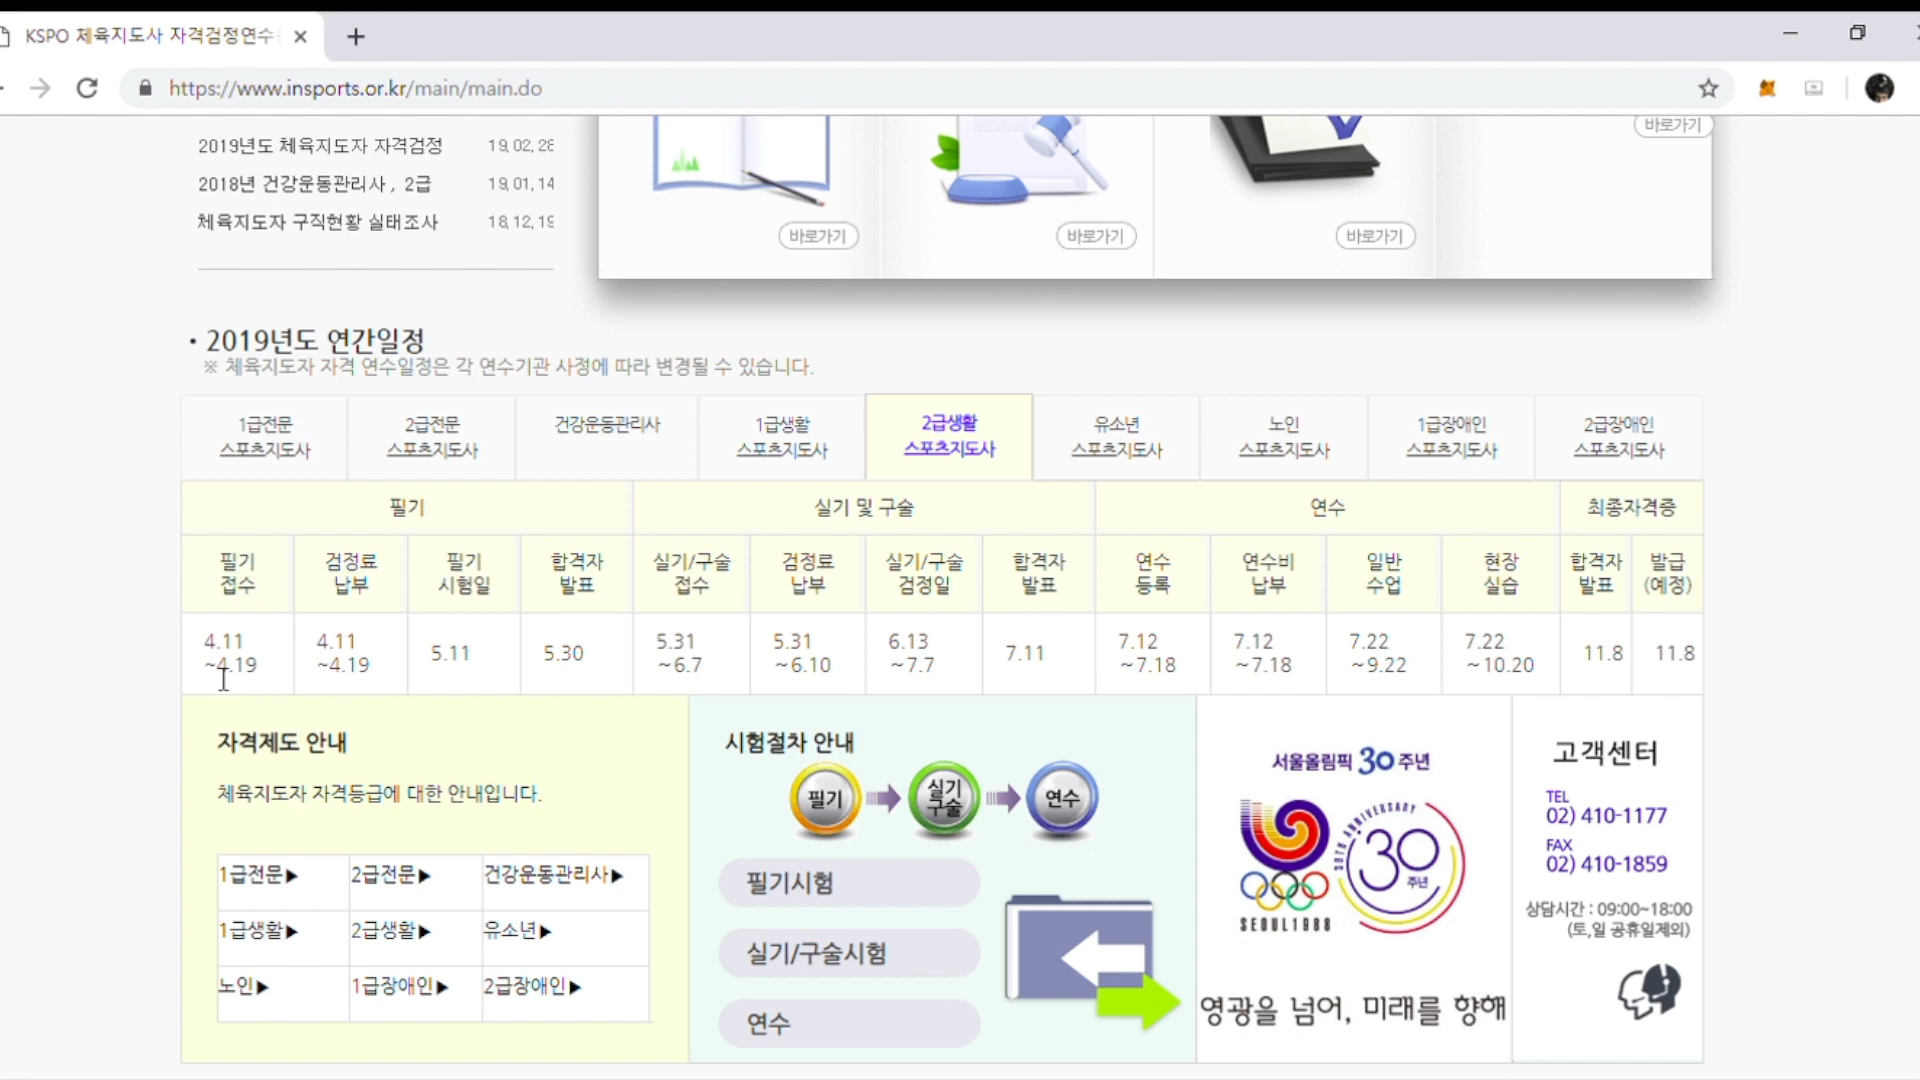 KSPO 체육지도사 자격검정연수
https://www.insports.or.kr/main/main.do
2019년도 체육지도자 자격검정 19.02.28
2018년 건강운동관리사, 2급 19.01.14
체육지도자 구직현황 실태조사 18.12.19
바로가기
바로가기
바로가기
바로가기
• 2019년도 연간일정
※ 체육지도자 자격 연수일정은 각 연수기관 사정에 따라 변경될 수 있습니다.
1급전문 2급전문 건강운동관리사 1급생활 2급생활 유소년 노인 1급장애인 2급장애인
스포츠지도사 스포츠지도사 스포츠지도사 스포츠지도사 스포츠지도사 스포츠지도사 스포츠지도사 스포츠지도사
필기 실기 및 구술 연수 최종자격증
필기 검정료 필기 합격자 실기/구술 검정료 실기/구술 합격자 연수 연수비 일반 현장 합격자 발급
접수 납부 시험일 발표 접수 납부 검정일 발표 등록 납부 수업 실습 발표 (예정)
4.11 4.11 5.11 5.30 5.31 5.31 6.13 7.11 7.12 7.12 7.22 7.22 11.8 11.8
~4.19 ~4.19 ~6.7 ~6.10 ~7.7 ~7.18 ~7.18 ~9.22 ~10.20
자격제도 안내
체육지도자 자격등급에 대한 안내입니다.
1급전문▶ 2급전문▶ 건강운동관리사▶
1급생활▶ 2급생활▶ 유소년▶
노인▶ 1급장애인▶ 2급장애인▶
시험절차 안내
필기 실기 구술 연수
필기시험
실기/구술시험
연수
서울올림픽 30주년
30TH ANNIVERSARY
30
주년
SEOUL1988
영광을 넘어, 미래를 향해
고객센터
TEL
02) 410-1177
FAX
02) 410-1859
상담시간 : 09:00~18:00
(토,일 공휴일제외)